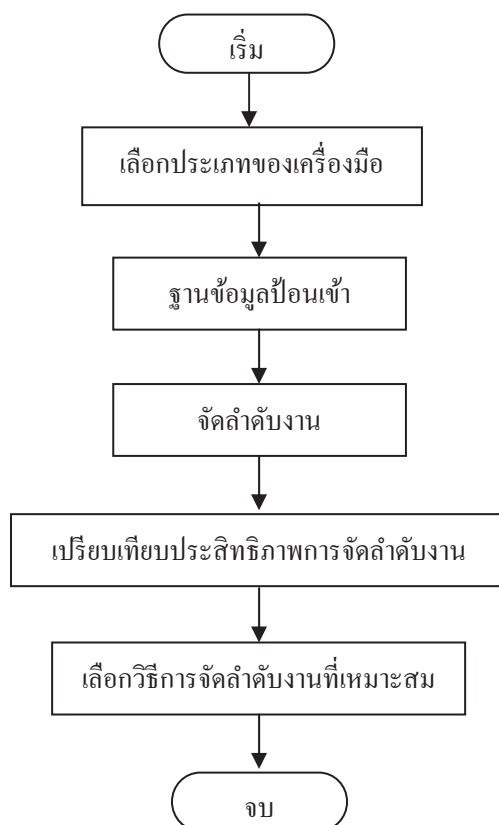 เริ่ม
เลือกประเภทของเครื่องมือ
ฐานข้อมูลป้อนเข้า
จัดลำดับงาน
เปรียบเทียบประสิทธิภาพการจัดลำดับงาน
เลือกวิธีการจัดลำดับงานที่เหมาะสม
จบ